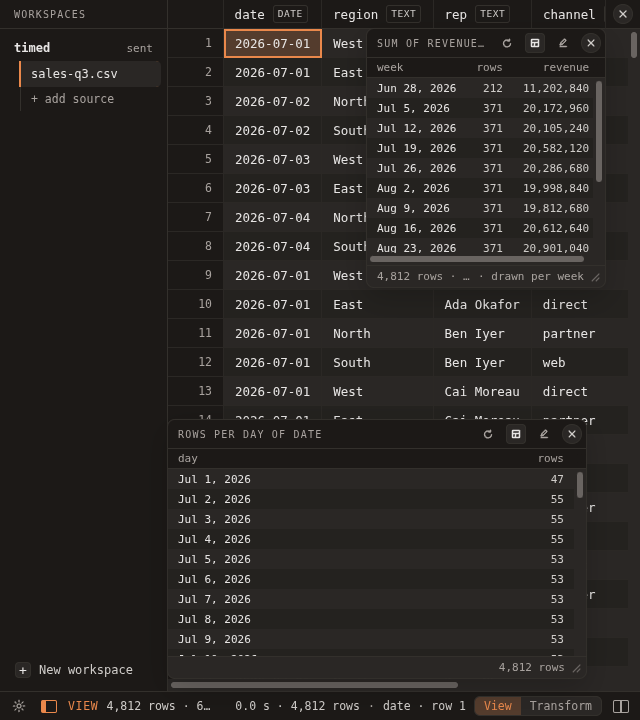 WORKSPACES
timed sent
sales-q3.csv
+ add source
+ New workspace
date DATE region TEXT rep TEXT channel
1 2026-07-01 West
2 2026-07-01 East
3 2026-07-02 North
4 2026-07-02 South
5 2026-07-03 West
6 2026-07-03 East
7 2026-07-04 North
8 2026-07-04 South
9 2026-07-01 West
10 2026-07-01 East Ada Okafor direct
11 2026-07-01 North Ben Iyer partner
12 2026-07-01 South Ben Iyer web
13 2026-07-01 West Cai Moreau direct
SUM OF REVENUE…
week rows revenue
Jun 28, 2026 212 11,202,840
Jul 5, 2026 371 20,172,960
Jul 12, 2026 371 20,105,240
Jul 19, 2026 371 20,582,120
Jul 26, 2026 371 20,286,680
Aug 2, 2026 371 19,998,840
Aug 9, 2026 371 19,812,680
Aug 16, 2026 371 20,612,640
Aug 23, 2026 371 20,901,040
4,812 rows · … · drawn per week
ROWS PER DAY OF DATE
day rows
Jul 1, 2026 47
Jul 2, 2026 55
Jul 3, 2026 55
Jul 4, 2026 55
Jul 5, 2026 53
Jul 6, 2026 53
Jul 7, 2026 53
Jul 8, 2026 53
Jul 9, 2026 53
4,812 rows
VIEW 4,812 rows · 6… 0.0 s · 4,812 rows · date · row 1 View Transform